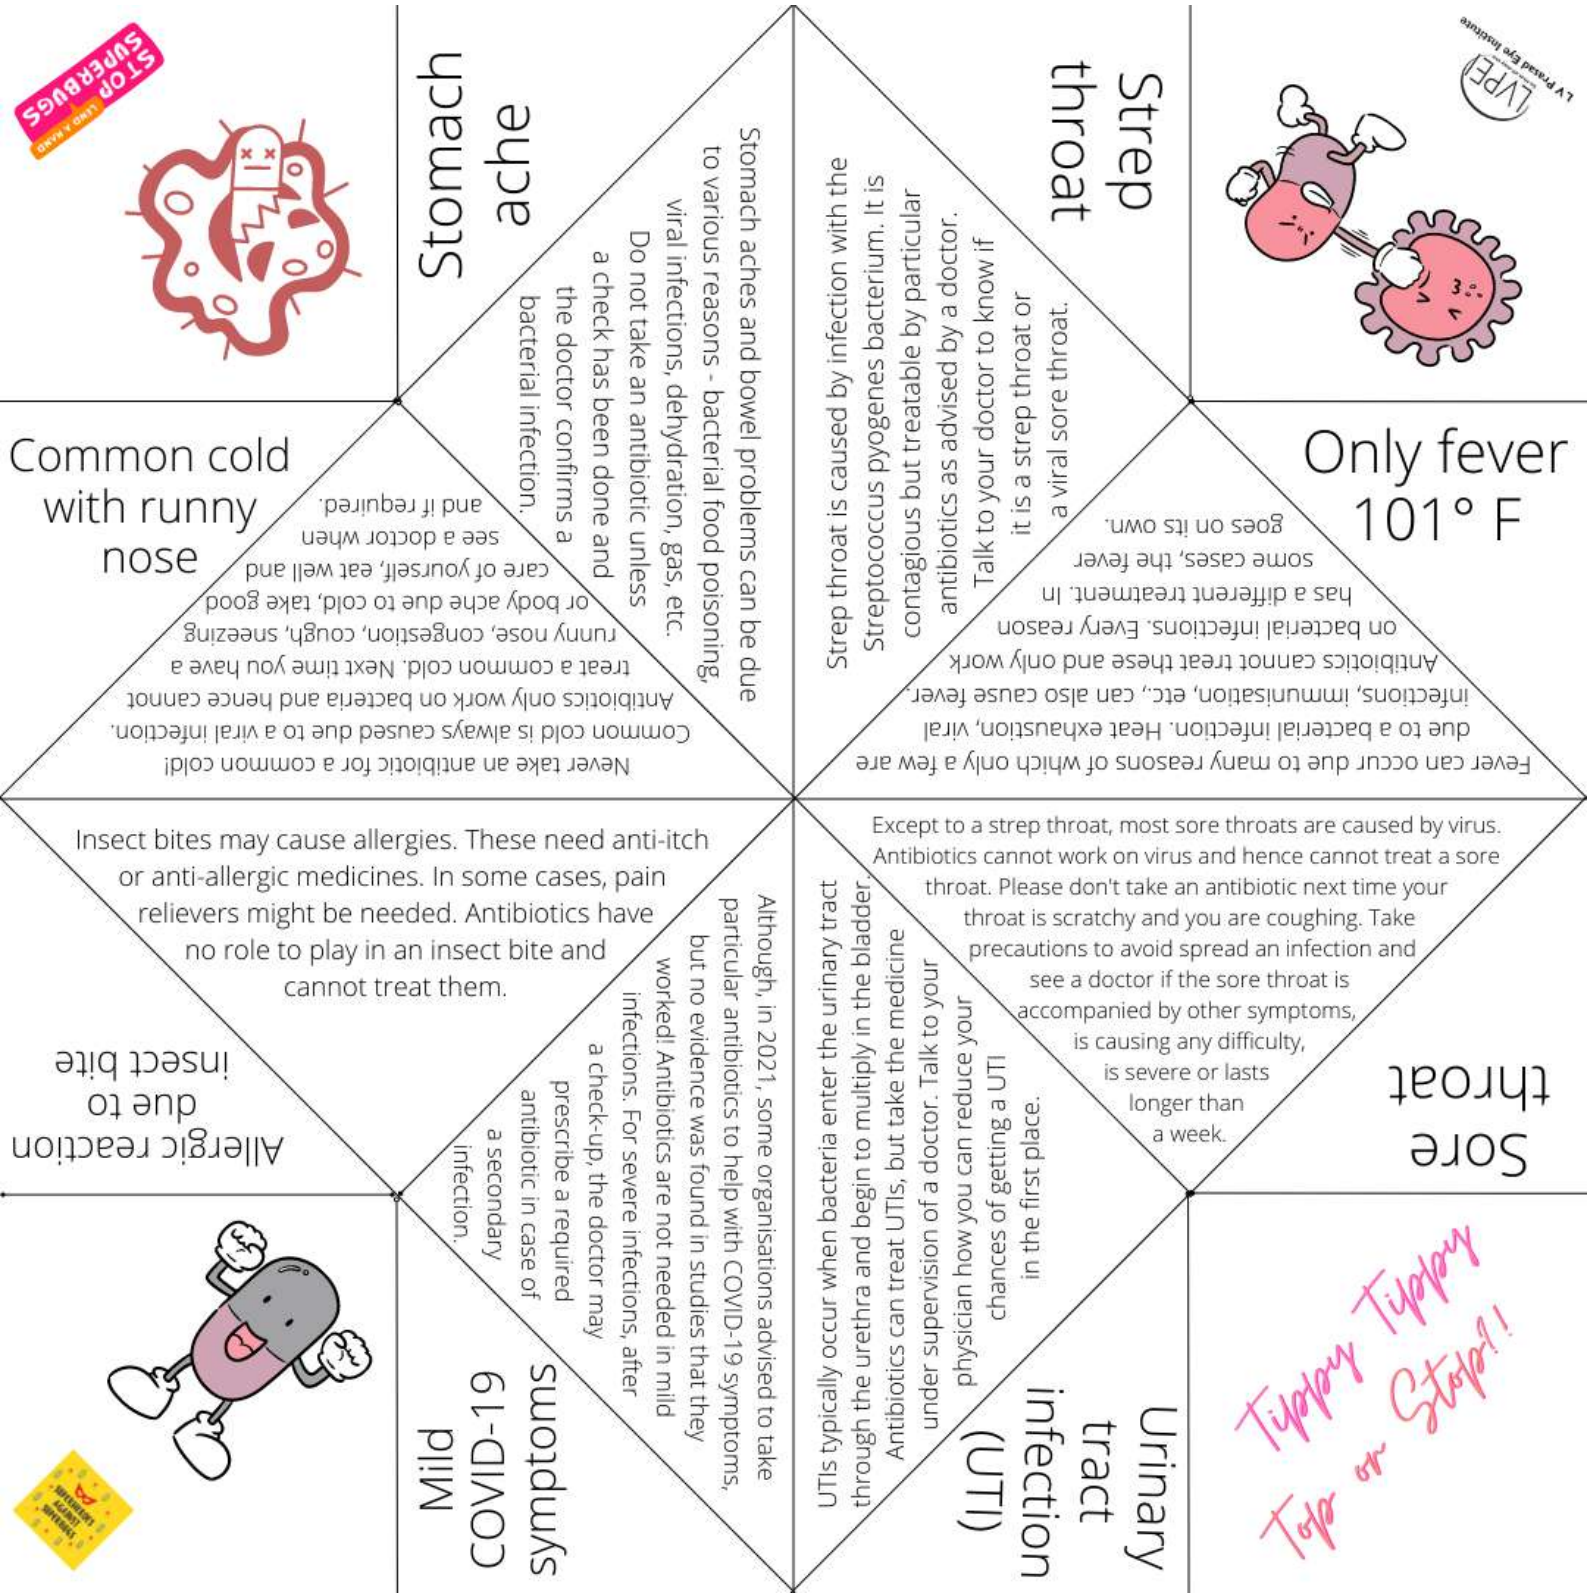 STOP
SUPERBUGS
LEND A HAND
Stomach
ache
Stomach aches and bowel problems can be due
to various reasons - bacterial food poisoning,
viral infections, dehydration, gas, etc.
Do not take an antibiotic unless
a check has been done and
the doctor confirms a
bacterial infection.
Strep
throat
Strep throat is caused by infection with the
Streptococcus pyogenes bacterium. It is
contagious but treatable by particular
antibiotics as advised by a doctor.
Talk to your doctor to know if
it is a strep throat or
a viral sore throat.
LVPEI
L V Prasad Eye Institute
Common cold
with runny
nose
Never take an antibiotic for a common cold!
Common cold is always caused due to a viral infection.
Antibiotics only work on bacteria and hence cannot
treat a common cold. Next time you have a
runny nose, congestion, cough, sneezing
or body ache due to cold, take good
care of yourself, eat well and
see a doctor when
and if required.
Only fever
101° F
Fever can occur due to many reasons of which only a few are
due to a bacterial infection. Heat exhaustion, viral
infections, immunisation, etc., can also cause fever.
Antibiotics cannot treat these and only work
on bacterial infections. Every reason
has a different treatment. In
some cases, the fever
goes on its own.
Insect bites may cause allergies. These need anti-itch
or anti-allergic medicines. In some cases, pain
relievers might be needed. Antibiotics have
no role to play in an insect bite and
cannot treat them.
Allergic reaction
due to
insect bite
Except to a strep throat, most sore throats are caused by virus.
Antibiotics cannot work on virus and hence cannot treat a sore
throat. Please don't take an antibiotic next time your
throat is scratchy and you are coughing. Take
precautions to avoid spread an infection and
see a doctor if the sore throat is
accompanied by other symptoms,
is causing any difficulty,
is severe or lasts
longer than
a week.
Sore
throat
Although, in 2021, some organisations advised to take
particular antibiotics to help with COVID-19 symptoms,
but no evidence was found in studies that they
worked! Antibiotics are not needed in mild
infections. For severe infections, after
a check-up, the doctor may
prescribe a required
antibiotic in case of
a secondary
infection.
Mild
COVID-19
symptoms
UTIs typically occur when bacteria enter the urinary tract
through the urethra and begin to multiply in the bladder.
Antibiotics can treat UTIs, but take the medicine
under supervision of a doctor. Talk to your
physician how you can reduce your
chances of getting a UTI
in the first place.
Urinary
tract
infection
(UTI)
SUPERHEROES
AGAINST
SUPERBUGS
Tippy Tippy
Top or Stop?!